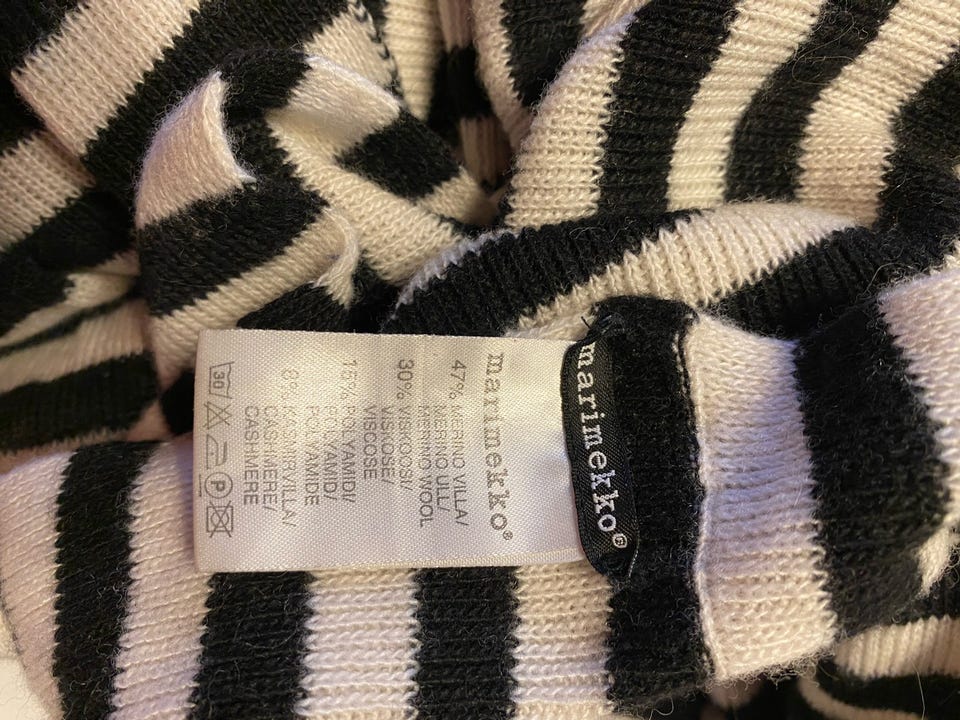 marimekko®
marimekko®
47% MERINO VILLA/
MERINO ULL/
MERINO WOOL
30% VISKOOSI/
VISKOSE/
VISCOSE
15% POLYAMIDI/
POLYAMID/
POLYAMIDE
8% KASMIRVILLA/
CASHMERE/
CASHMERE
30 P